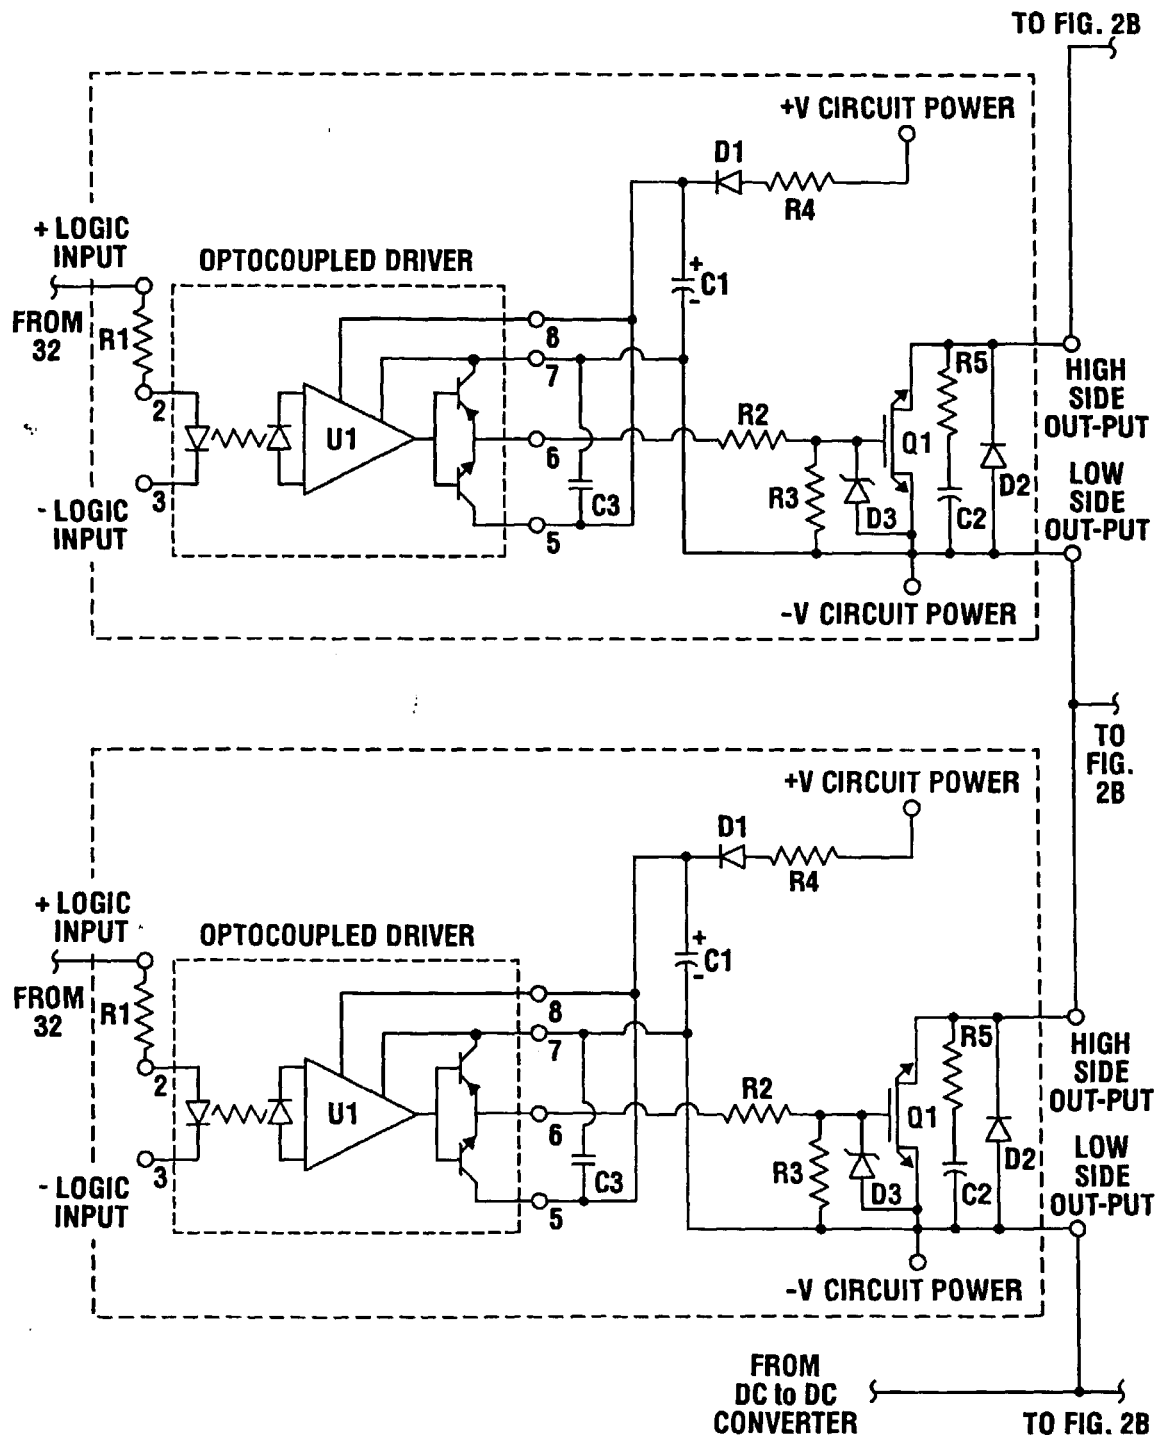 TO FIG. 2B
+V CIRCUIT POWER
D1
R4
+ LOGIC
INPUT
OPTOCOUPLED DRIVER
+
C1
-
FROM
32
R1
8
7
R5
HIGH
SIDE
OUT-PUT
2
U1
6
R2
Q1
LOW
SIDE
OUT-PUT
3
R3
D3
C2
D2
C3
- LOGIC
INPUT
5
-V CIRCUIT POWER
TO
FIG.
2B
+V CIRCUIT POWER
D1
R4
+ LOGIC
INPUT
OPTOCOUPLED DRIVER
+
C1
-
FROM
32
R1
8
7
R5
HIGH
SIDE
OUT-PUT
2
U1
6
R2
Q1
LOW
SIDE
OUT-PUT
3
R3
D3
C2
D2
C3
- LOGIC
INPUT
5
-V CIRCUIT POWER
FROM
DC to DC
CONVERTER
TO FIG. 2B